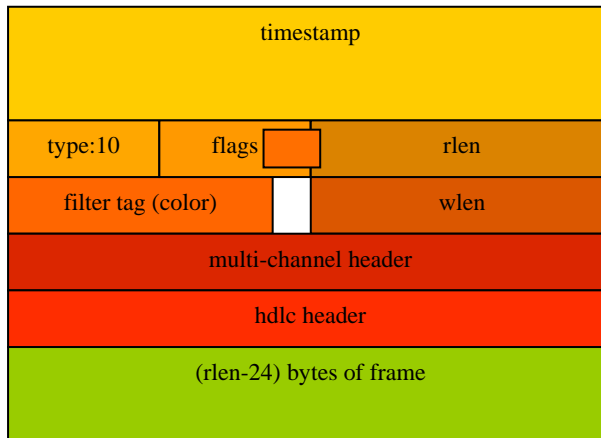 timestamp
type:10 flags rlen
filter tag (color) wlen
multi-channel header
hdlc header
(rlen-24) bytes of frame